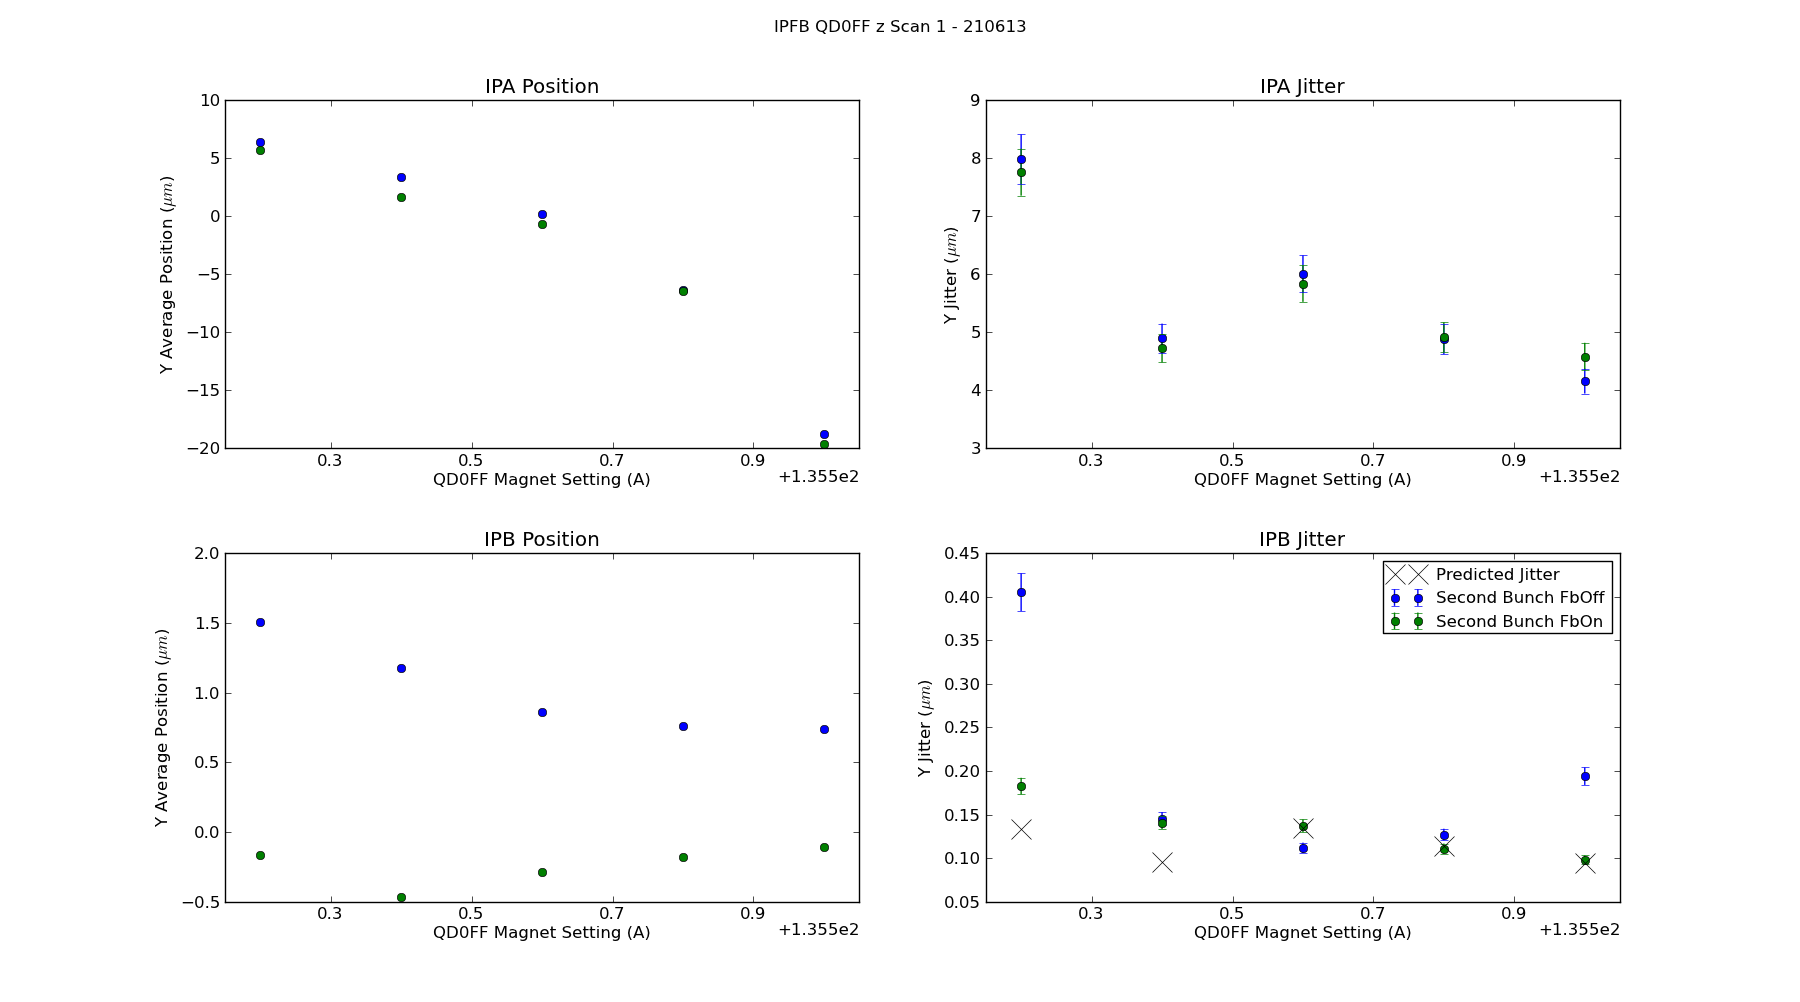 IPFB QD0FF z Scan 1 - 210613
IPA Position
10
5
0
−5
−10
−15
−20
Y Average Position (μm)
0.3 0.5 0.7 0.9
+1.355e2
QD0FF Magnet Setting (A)
IPA Jitter
9
8
7
6
5
4
3
Y Jitter (μm)
0.3 0.5 0.7 0.9
+1.355e2
QD0FF Magnet Setting (A)
IPB Position
2.0
1.5
1.0
0.5
0.0
−0.5
Y Average Position (μm)
0.3 0.5 0.7 0.9
+1.355e2
QD0FF Magnet Setting (A)
IPB Jitter
0.45
0.40
0.35
0.30
0.25
0.20
0.15
0.10
0.05
Y Jitter (μm)
Predicted Jitter
Second Bunch FbOff
Second Bunch FbOn
0.3 0.5 0.7 0.9
+1.355e2
QD0FF Magnet Setting (A)